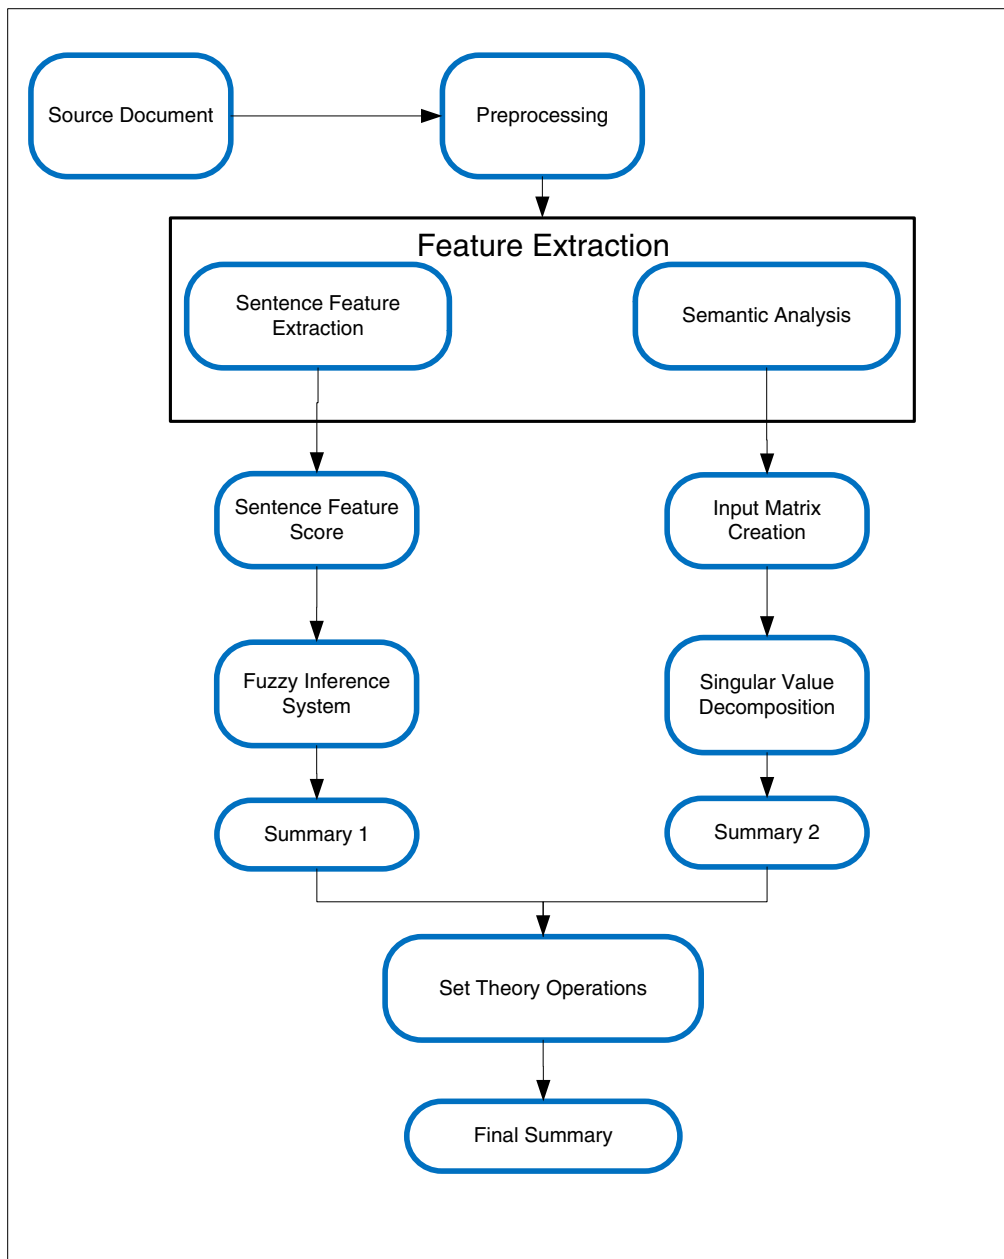 Source Document
Preprocessing
Feature Extraction
Sentence Feature
Extraction
Semantic Analysis
Sentence Feature
Score
Input Matrix
Creation
Fuzzy Inference
System
Singular Value
Decomposition
Summary 1
Summary 2
Set Theory Operations
Final Summary